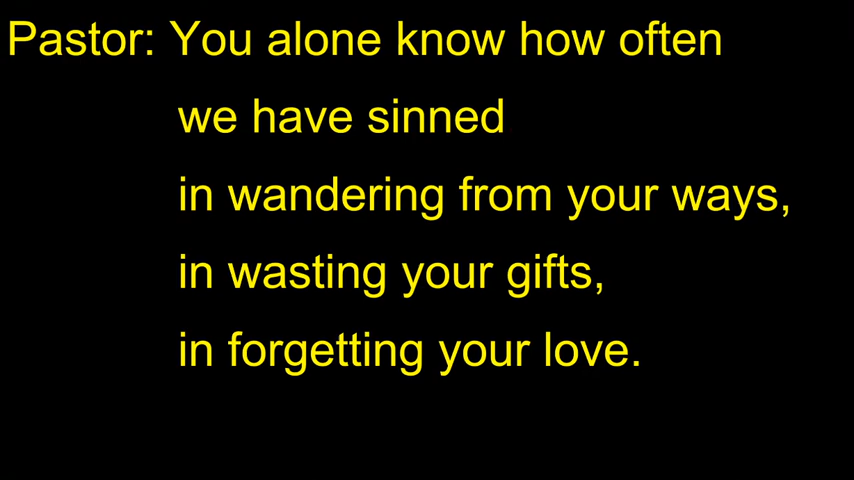 Pastor: You alone know how often
we have sinned
in wandering from your ways,
in wasting your gifts,
in forgetting your love.